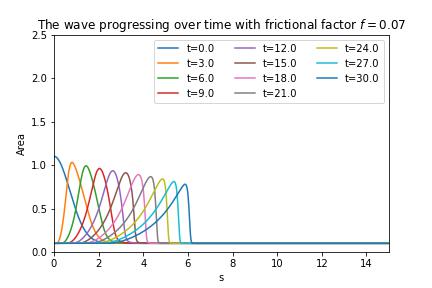 The wave progressing over time with frictional factor f = 0.07
2.5
2.0
1.5
1.0
0.5
0.0
Area
t=0.0 t=12.0 t=24.0
t=3.0 t=15.0 t=27.0
t=6.0 t=18.0 t=30.0
t=9.0 t=21.0
0 2 4 6 8 10 12 14
s